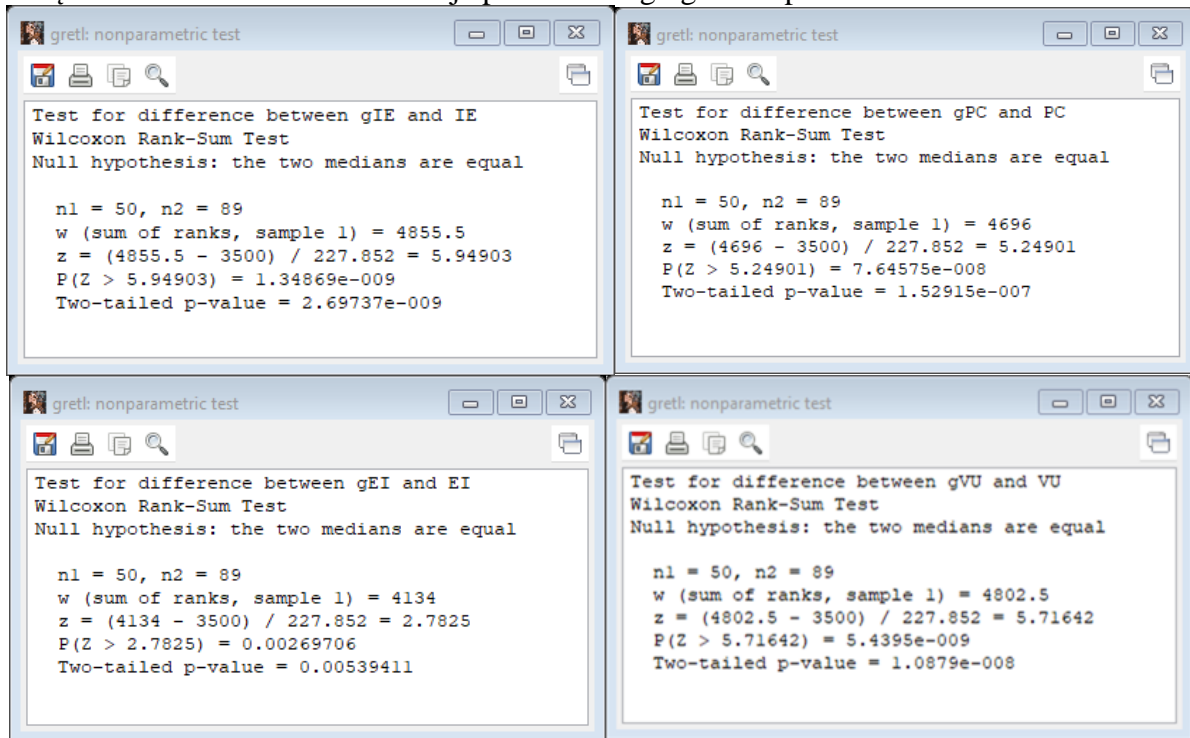 gretl: nonparametric test
Test for difference between gIE and IE
Wilcoxon Rank-Sum Test
Null hypothesis: the two medians are equal
n1 = 50, n2 = 89
w (sum of ranks, sample 1) = 4855.5
z = (4855.5 - 3500) / 227.852 = 5.94903
P(Z > 5.94903) = 1.34869e-009
Two-tailed p-value = 2.69737e-009
gretl: nonparametric test
Test for difference between gPC and PC
Wilcoxon Rank-Sum Test
Null hypothesis: the two medians are equal
n1 = 50, n2 = 89
w (sum of ranks, sample 1) = 4696
z = (4696 - 3500) / 227.852 = 5.24901
P(Z > 5.24901) = 7.64575e-008
Two-tailed p-value = 1.52915e-007
gretl: nonparametric test
Test for difference between gEI and EI
Wilcoxon Rank-Sum Test
Null hypothesis: the two medians are equal
n1 = 50, n2 = 89
w (sum of ranks, sample 1) = 4134
z = (4134 - 3500) / 227.852 = 2.7825
P(Z > 2.7825) = 0.00269706
Two-tailed p-value = 0.00539411
gretl: nonparametric test
Test for difference between gVU and VU
Wilcoxon Rank-Sum Test
Null hypothesis: the two medians are equal
n1 = 50, n2 = 89
w (sum of ranks, sample 1) = 4802.5
z = (4802.5 - 3500) / 227.852 = 5.71642
P(Z > 5.71642) = 5.4395e-009
Two-tailed p-value = 1.0879e-008